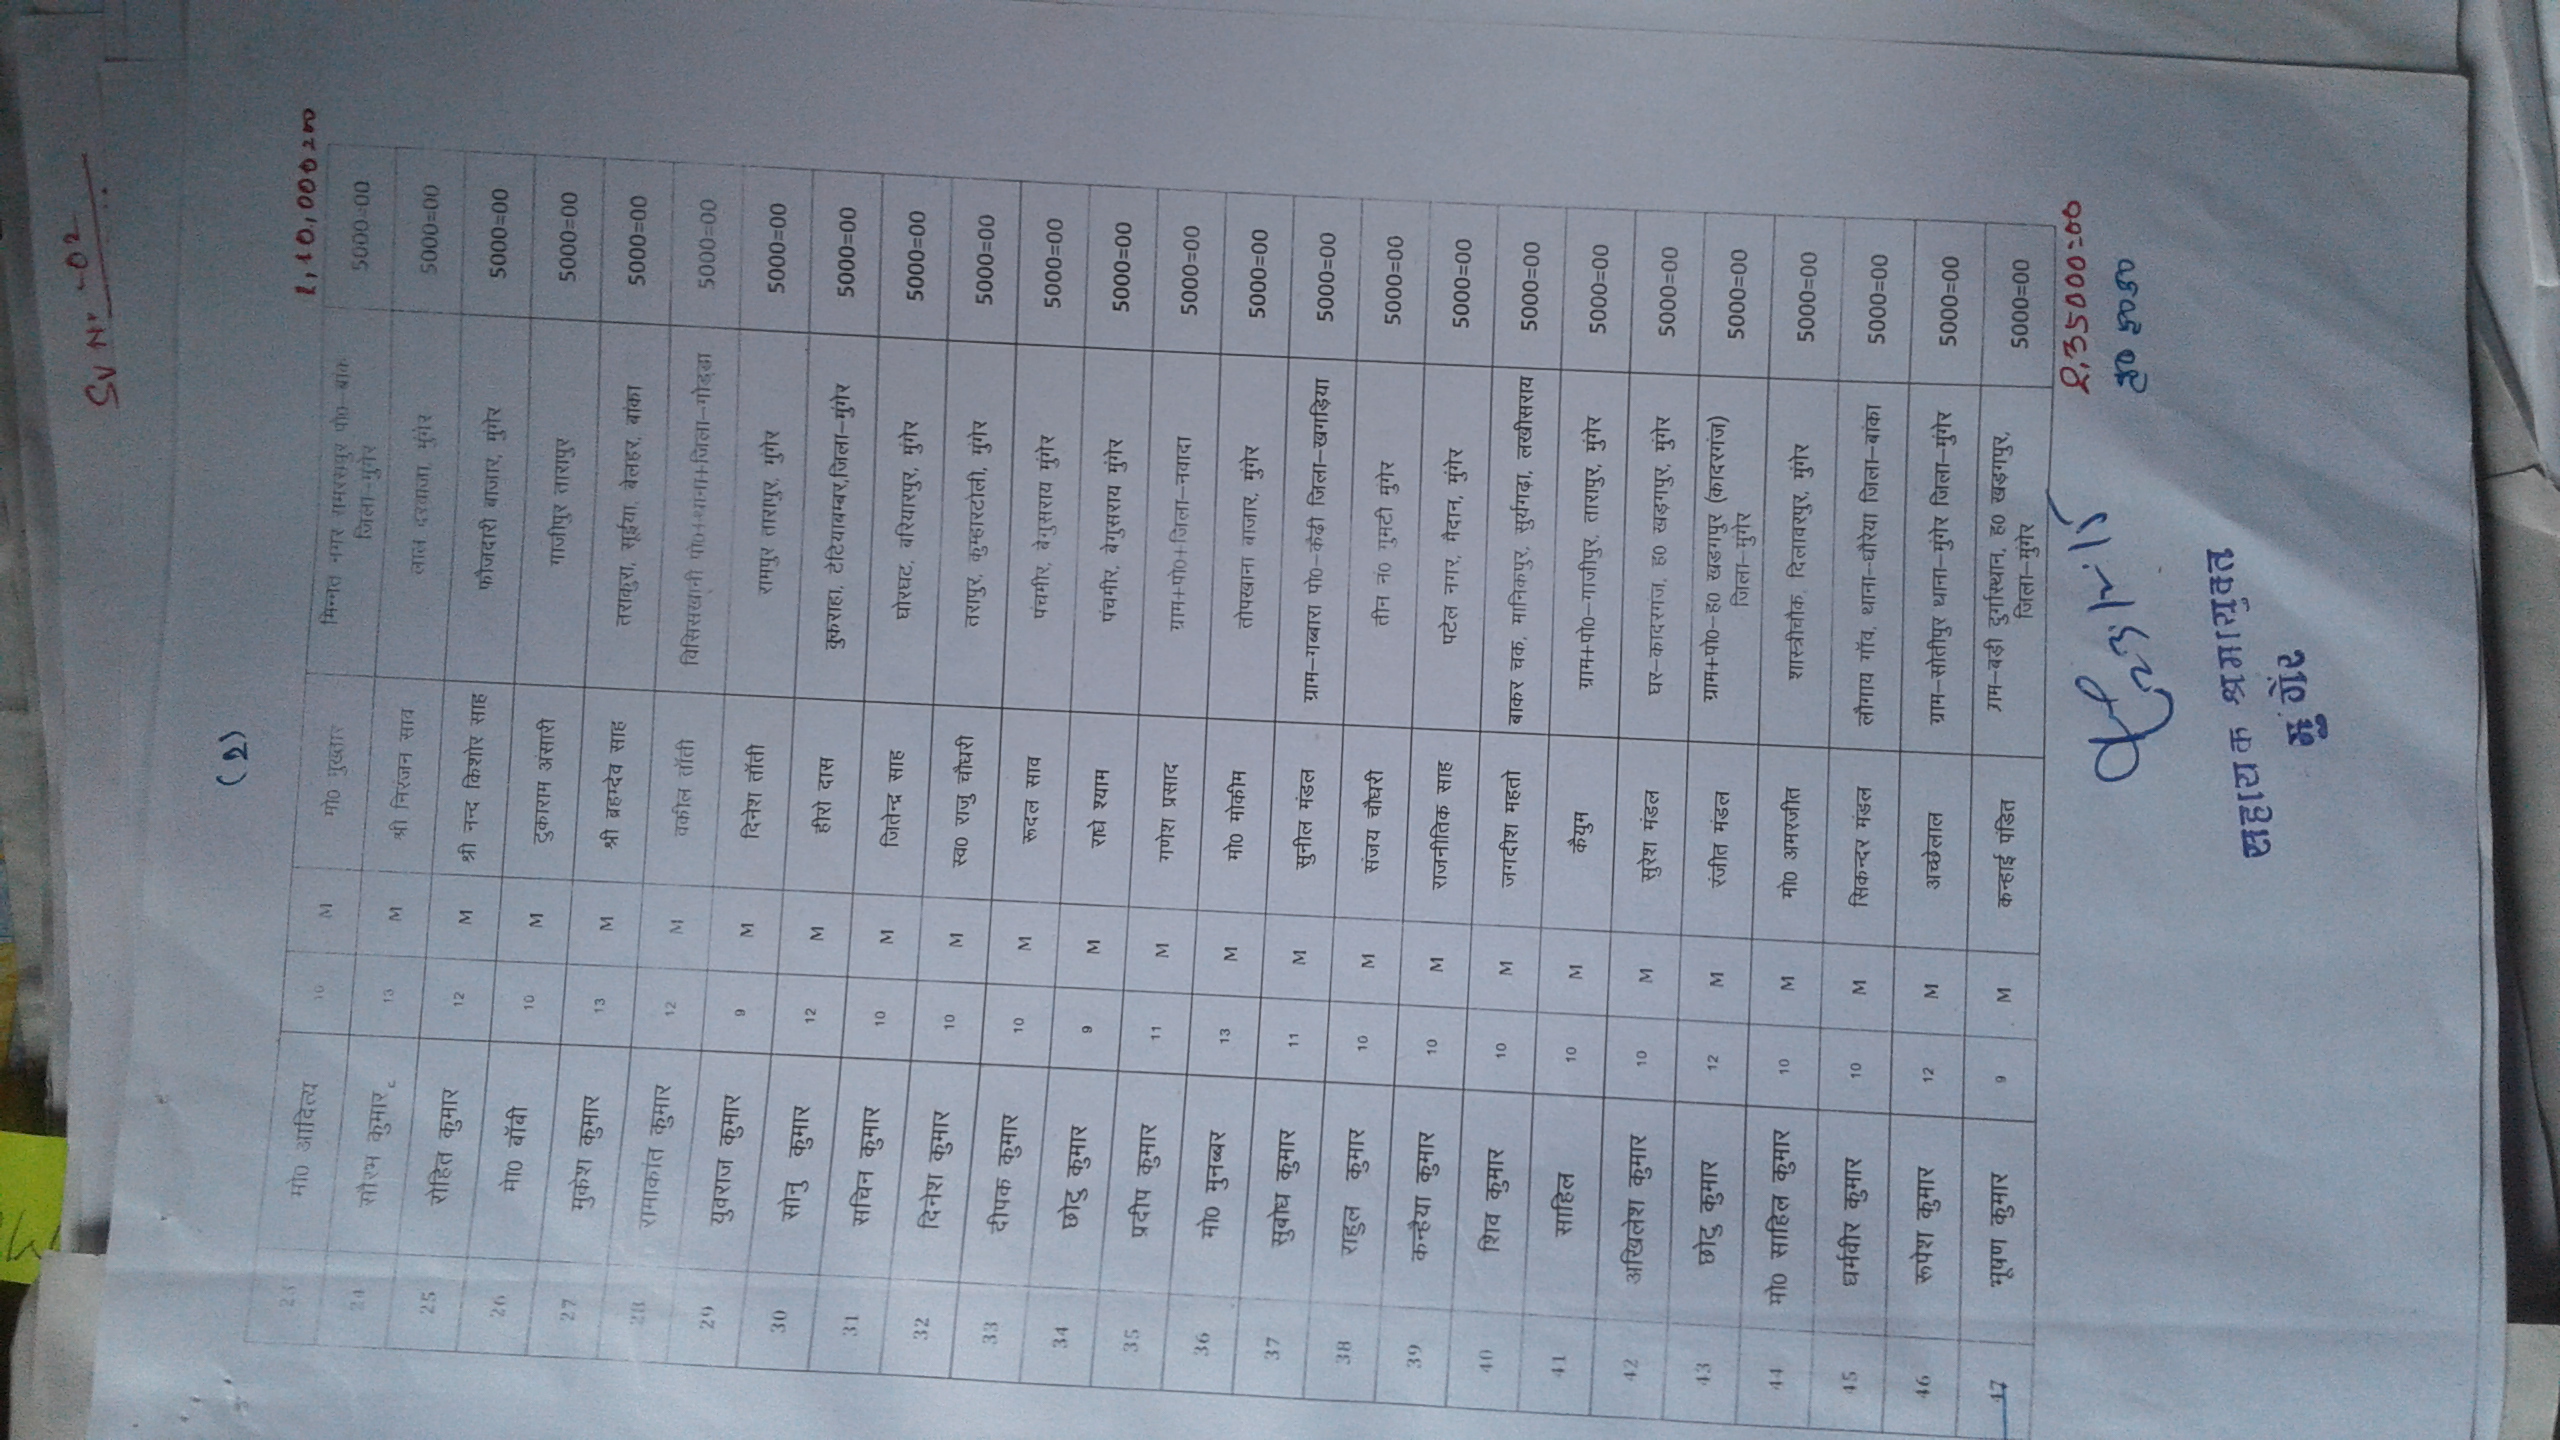 Sv Nr -02
(2)
1,10,000=00
23 मो0 आदित्य 10 M मो0 मुख्तार मिन्नत नगर रामरसपुर पो0–बांक
जिला–मुंगेर 5000=00
24 सौरभ कुमार 13 M श्री निरंजन साव लाल दरवाजा, मुंगेर 5000=00
25 रोहित कुमार 12 M श्री नन्द किशोर साह फौजदारी बाजार, मुंगेर 5000=00
26 मेा0 बॉबी 10 M टुकाराम अंसारी गाजीपुर तारापुर 5000=00
27 मुकेश कुमार 13 M श्री ब्रहम्देव साह तराकुरा, सूईया, बेलहर, बांका 5000=00
28 रामाकांत कुमार 12 M वकील तॉती विसिसखानी पो0+थाना+जिला–गोड्डा 5000=00
29 युवराज कुमार 9 M दिनेश तॉती रामपुर तारापुर, मुंगेर 5000=00
30 सोनु कुमार 12 M हीरो दास कुकराहा, टेटियाबम्बर,जिला–मुंगेर 5000=00
31 सचिन कुमार 10 M जितेन्द्र साह घोरघट, बरियारपुर, मुंगेर 5000=00
32 दिनेश कुमार 10 M स्व0 राजु चौधरी तरापुर, कुम्हारटोली, मुंगेर 5000=00
33 दीपक कुमार 10 M रूदल साव पंचमीर, बेगुसराय मुंगेर 5000=00
34 छोटु कुमार 9 M राधे श्याम पंचमीर, बेगुसराय मुंगेर 5000=00
35 प्रदीप कुमार 11 M गणेश प्रसाद ग्राम+पो0+जिला–नवादा 5000=00
36 मो0 मुनब्बर 13 M मो0 मोकीम तोपखाना बाजार, मुंगेर 5000=00
37 सुबोध कुमार 11 M सुनील मंडल ग्राम–गब्बारा पो0–कैढी जिला–खगड़िया 5000=00
38 राहुल कुमार 10 M संजय चौघरी तीन नं0 गुमटी मुंगेर 5000=00
39 कन्हैया कुमार 10 M राजनीतिक साह पटेल नगर, मैदान, मुंगेर 5000=00
40 शिव कुमार 10 M जगदीश महतो बाकर चक, मानिकपुर, सुर्यगढ़ा, लखीसराय 5000=00
41 साहिल 10 M कैयुम ग्राम+पो0–गाजीपुर, तारापुर, मुंगेर 5000=00
42 अखिलेश कुमार 10 M सुरेश मंडल घर–कादरगंज, ह0 खड़गपुर, मुंगेर 5000=00
43 छोटु कुमार 12 M रंजीत मंडल ग्राम+पो0–ह0 खडगपुर (कादरगंज)
जिला–मुंगेर 5000=00
44 मो0 साहिल कुमार 10 M मो0 अमरजीत शास्त्रीचौक, दिलावरपुर, मुंगेर 5000=00
45 धर्मवीर कुमार 10 M सिकन्दर मंडल लौगाय गॉव, थाना–धौरेया जिला–बांका 5000=00
46 रूपेश कुमार 12 M अच्छेलाल ग्राम–सोतीपुर थाना–मुंगेर जिला–मुंगेर 5000=00
47 भूषण कुमार 9 M कन्हाई पंडित ग्राम–बड़ी दुर्गास्थान, ह0 खड़गपुर,
जिला–मुंगेर 5000=00
2,35000=00
23.12.15
सहायक श्रमायुक्त
मुंगेर